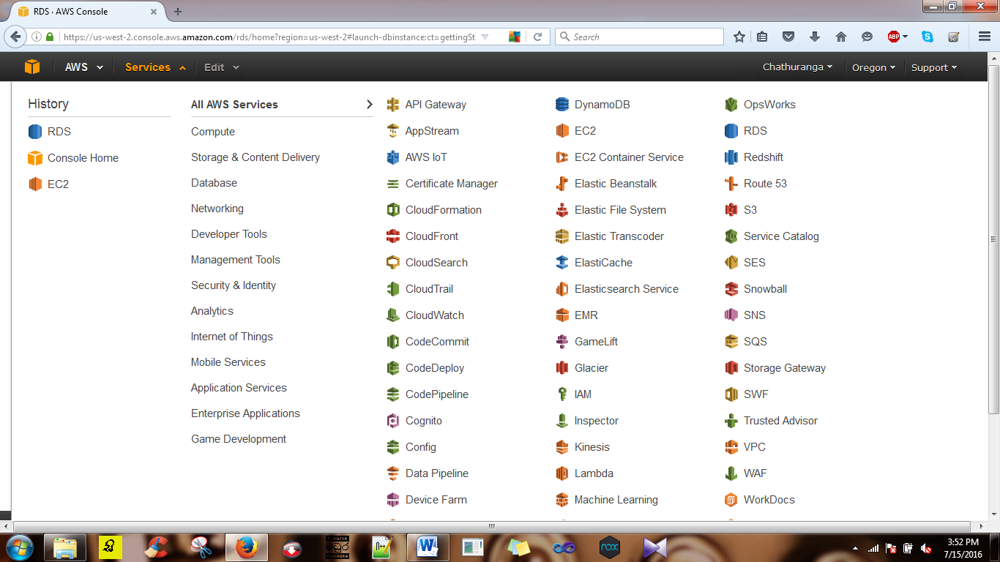 RDS · AWS Console
https://us-west-2.console.aws.amazon.com/rds/home?region=us-west-2#launch-dbinstance:ct=gettingSt
Search
ABP
AWS Services Edit Chathuranga Oregon Support
History
RDS
Console Home
EC2
All AWS Services
Compute
Storage & Content Delivery
Database
Networking
Developer Tools
Management Tools
Security & Identity
Analytics
Internet of Things
Mobile Services
Application Services
Enterprise Applications
Game Development
API Gateway
AppStream
AWS IoT
Certificate Manager
CloudFormation
CloudFront
CloudSearch
CloudTrail
CloudWatch
CodeCommit
CodeDeploy
CodePipeline
Cognito
Config
Data Pipeline
Device Farm
DynamoDB
EC2
EC2 Container Service
Elastic Beanstalk
Elastic File System
Elastic Transcoder
ElastiCache
Elasticsearch Service
EMR
GameLift
Glacier
IAM
Inspector
Kinesis
Lambda
Machine Learning
OpsWorks
RDS
Redshift
Route 53
S3
Service Catalog
SES
Snowball
SNS
SQS
Storage Gateway
SWF
Trusted Advisor
VPC
WAF
WorkDocs
RAZOR
MADHURA
nox
3:52 PM
7/15/2016